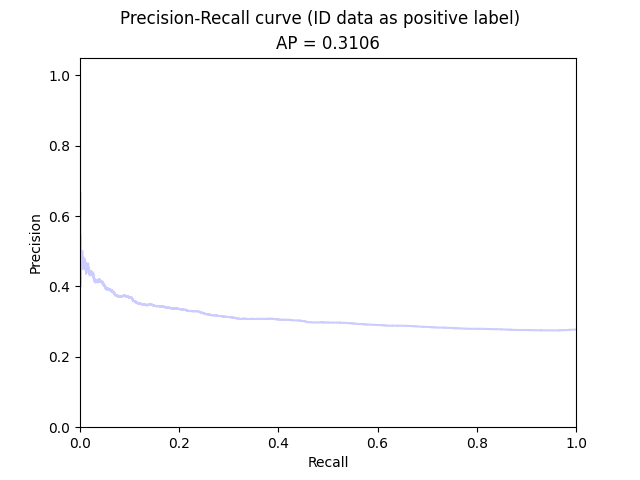 Precision-Recall curve (ID data as positive label)
AP = 0.3106
1.0
0.8
0.6
0.4
0.2
0.0
Precision
0.0 0.2 0.4 0.6 0.8 1.0
Recall